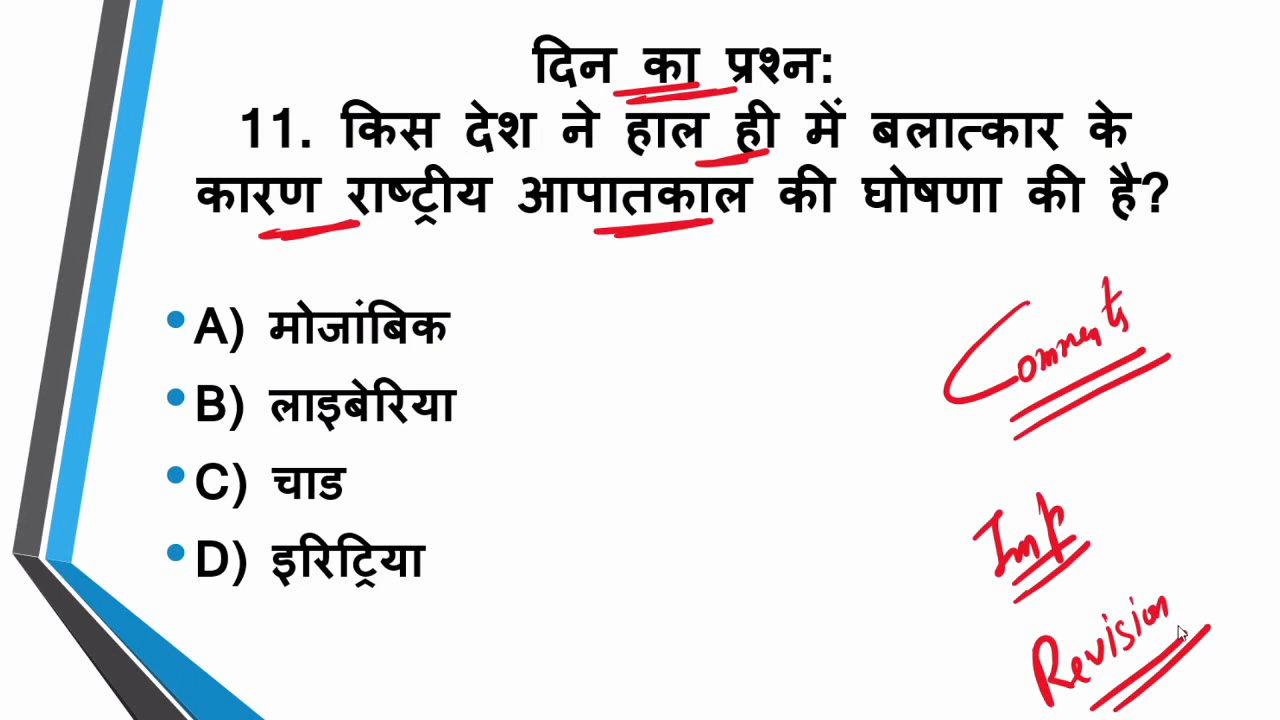 दिन का प्रश्न:
11. किस देश ने हाल ही में बलात्कार के
कारण राष्ट्रीय आपातकाल की घोषणा की है?
A) मोजांबिक
B) लाइबेरिया
C) चाड
D) इरिट्रिया
Comments
Imp
Revision